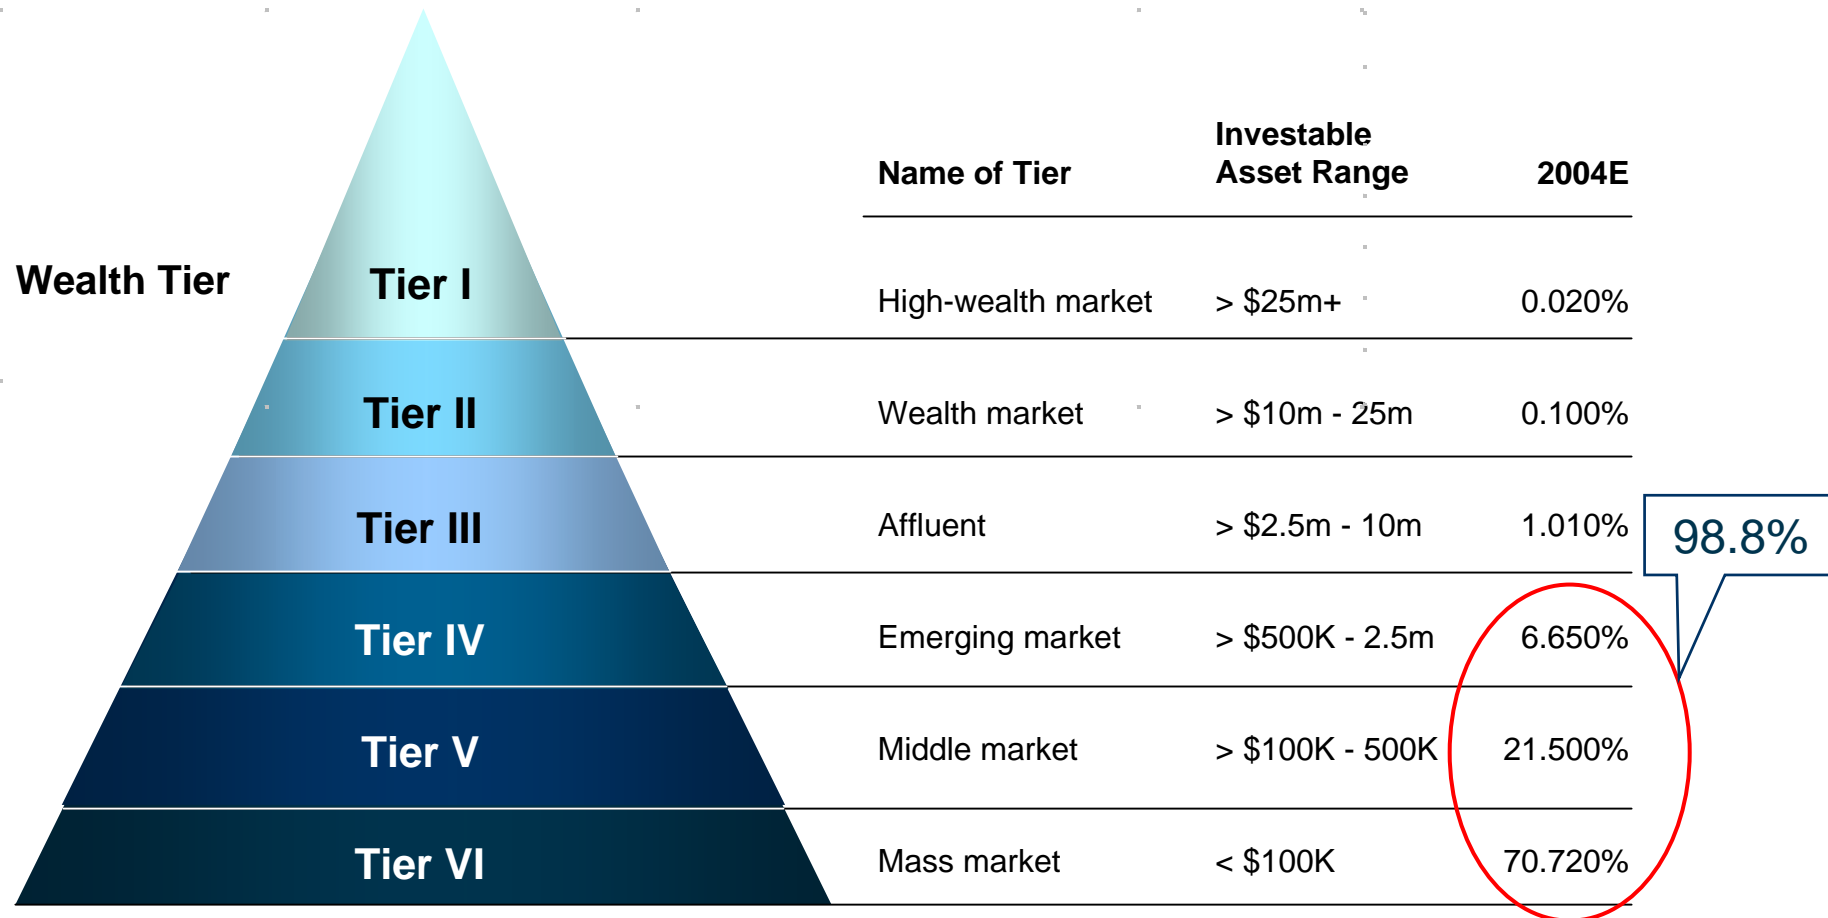 Investable
Name of Tier Asset Range 2004E
Wealth Tier Tier I High-wealth market > $25m+ 0.020%
Tier II Wealth market > $10m - 25m 0.100%
Tier III Affluent > $2.5m - 10m 1.010% 98.8%
Tier IV Emerging market > $500K - 2.5m 6.650%
Tier V Middle market > $100K - 500K 21.500%
Tier VI Mass market < $100K 70.720%